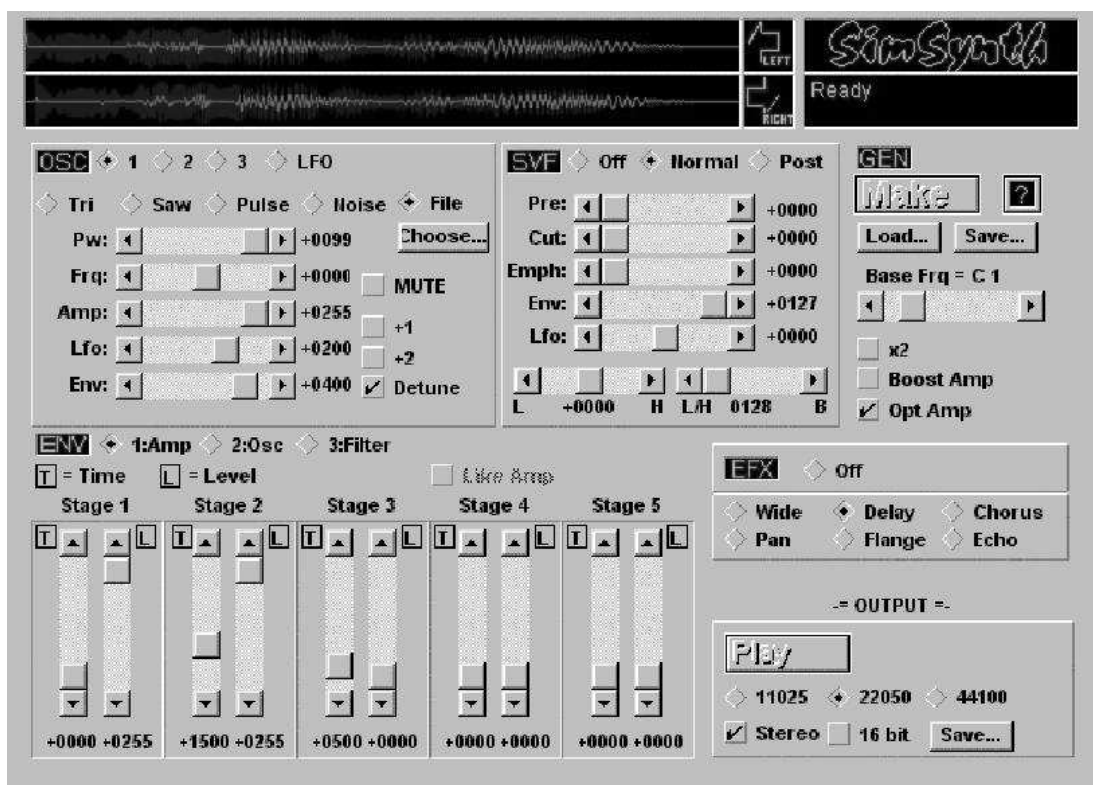 LEFT
SimSynth
RIGHT
Ready
OSC 1 2 3 LFO
Tri Saw Pulse Noise File
Pw: +0099 Choose...
Frq: +0000 MUTE
Amp: +0255 +1
Lfo: +0200 +2
Env: +0400 Detune
SVF Off Normal Post
Pre: +0000
Cut: +0000
Emph: +0000
Env: +0127
Lfo: +0000
L +0000 H L/H 0128 B
GEN
Make ?
Load... Save...
Base Frq = C 1
x2
Boost Amp
Opt Amp
ENV 1:Amp 2:Osc 3:Filter
T = Time L = Level Like Amp
Stage 1 Stage 2 Stage 3 Stage 4 Stage 5
T L T L T L T L T L
+0000 +0255 +1500 +0255 +0500 +0000 +0000 +0000 +0000 +0000
EFX Off
Wide Delay Chorus
Pan Flange Echo
-= OUTPUT =-
Play
11025 22050 44100
Stereo 16 bit Save...